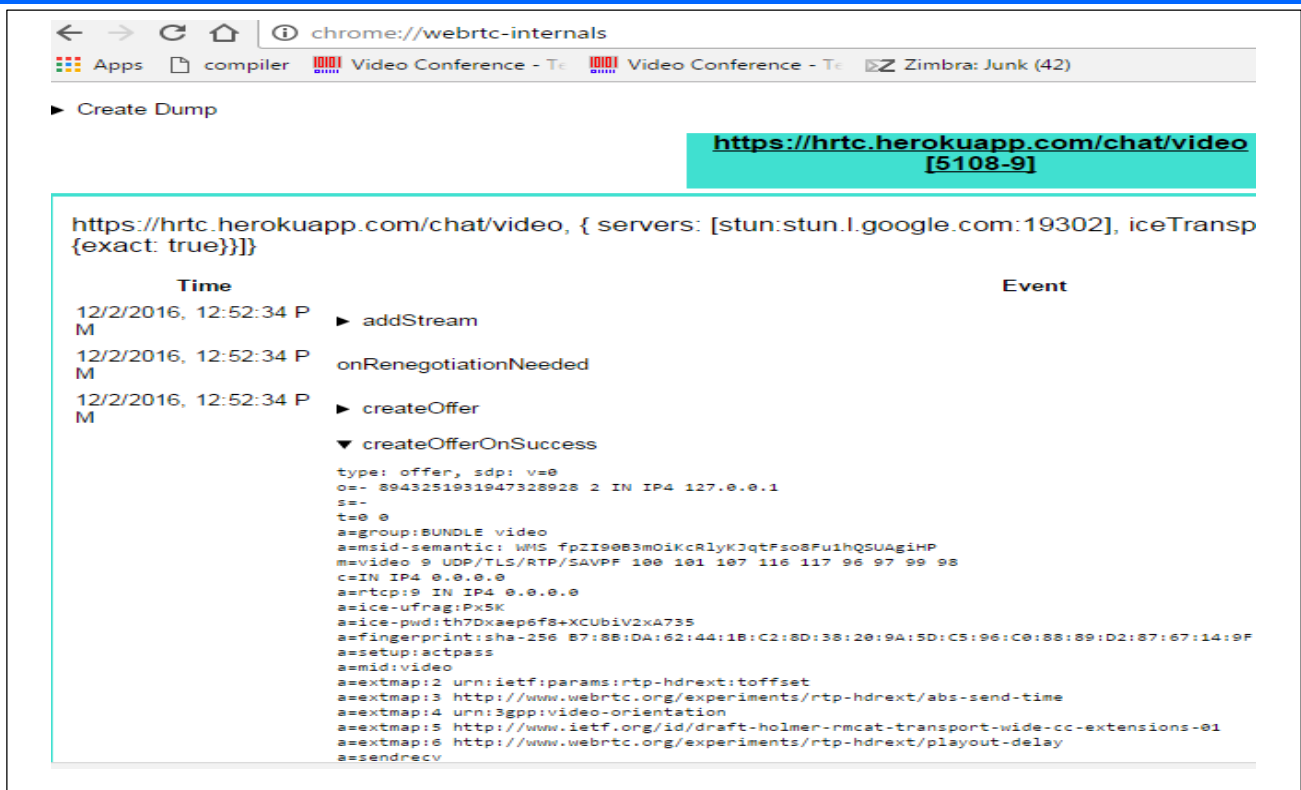 chrome://webrtc-internals
Apps compiler Video Conference - Te Video Conference - Te Zimbra: Junk (42)
► Create Dump
https://hrtc.herokuapp.com/chat/video
[5108-9]
https://hrtc.herokuapp.com/chat/video, { servers: [stun:stun.l.google.com:19302], iceTransp
{exact: true}}]}
Time Event
12/2/2016, 12:52:34 P
M
► addStream
12/2/2016, 12:52:34 P
M
onRenegotiationNeeded
12/2/2016, 12:52:34 P
M
► createOffer
▼ createOfferOnSuccess
type: offer, sdp: v=0
o=- 8943251931947328928 2 IN IP4 127.0.0.1
s=-
t=0 0
a=group:BUNDLE video
a=msid-semantic: WMS fpZI90B3mOiKcRlyKJqtFso8Fu1hQSUAgiHP
m=video 9 UDP/TLS/RTP/SAVPF 100 101 107 116 117 96 97 99 98
c=IN IP4 0.0.0.0
a=rtcp:9 IN IP4 0.0.0.0
a=ice-ufrag:Px5K
a=ice-pwd:th7Dxaep6f8+XCUbiV2xA735
a=fingerprint:sha-256 B7:8B:DA:62:44:1B:C2:8D:38:20:9A:5D:C5:96:C0:88:89:D2:87:67:14:9F
a=setup:actpass
a=mid:video
a=extmap:2 urn:ietf:params:rtp-hdrext:toffset
a=extmap:3 http://www.webrtc.org/experiments/rtp-hdrext/abs-send-time
a=extmap:4 urn:3gpp:video-orientation
a=extmap:5 http://www.ietf.org/id/draft-holmer-rmcat-transport-wide-cc-extensions-01
a=extmap:6 http://www.webrtc.org/experiments/rtp-hdrext/playout-delay
a=sendrecv